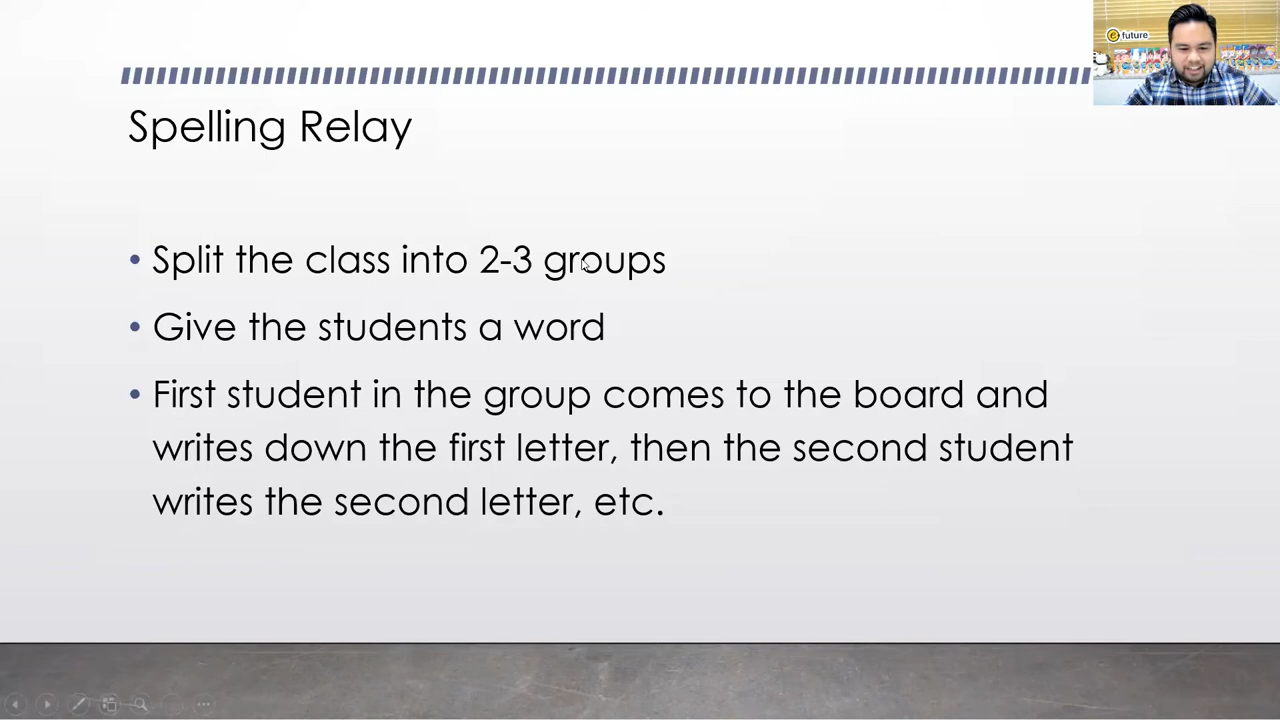 e future
Spelling Relay
• Split the class into 2-3 groups
• Give the students a word
• First student in the group comes to the board and
writes down the first letter, then the second student
writes the second letter, etc.